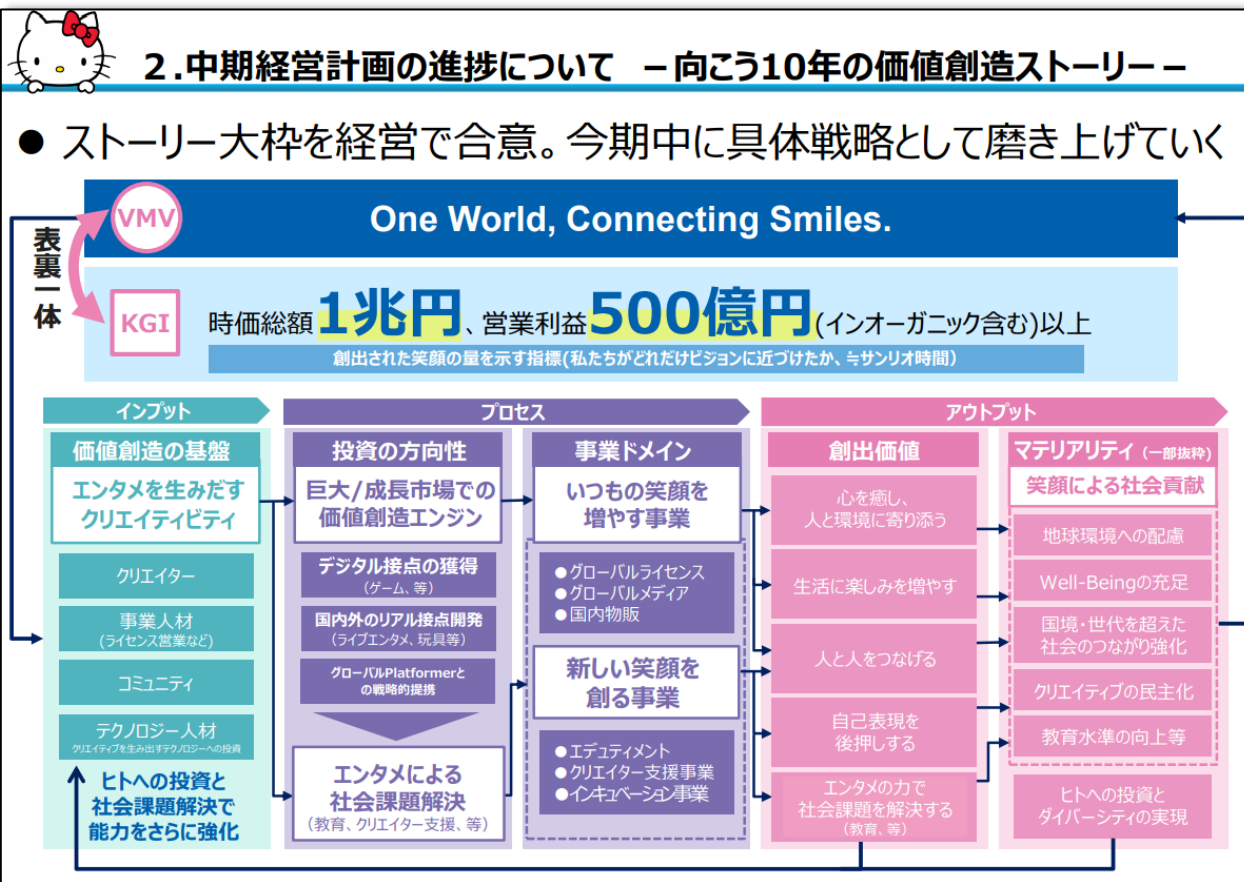 2.中期経営計画の進捗について －向こう10年の価値創造ストーリー－
● ストーリー大枠を経営で合意。今期中に具体戦略として磨き上げていく
VMV
One World, Connecting Smiles.
表裏一体
KGI
時価総額1兆円、営業利益500億円(インオーガニック含む)以上
創出された笑顔の量を示す指標(私たちがどれだけビジョンに近づけたか、≒サンリオ時間)
インプット
価値創造の基盤
エンタメを生みだす
クリエイティビティ
クリエイター
事業人材
(ライセンス営業など)
コミュニティ
テクノロジー人材
クリエイティブを生み出すテクノロジーへの投資
ヒトへの投資と
社会課題解決で
能力をさらに強化
プロセス
投資の方向性
巨大/成長市場での
価値創造エンジン
デジタル接点の獲得
(ゲーム、等)
国内外のリアル接点開発
(ライブエンタメ、玩具等)
グローバルPlatformerと
の戦略的提携
エンタメによる
社会課題解決
(教育、クリエイター支援、等)
事業ドメイン
いつもの笑顔を
増やす事業
●グローバルライセンス
●グローバルメディア
●国内物販
新しい笑顔を
創る事業
●エデュテイメント
●クリエイター支援事業
●インキュベーション事業
アウトプット
創出価値
心を癒し、
人と環境に寄り添う
生活に楽しみを増やす
人と人をつなげる
自己表現を
後押しする
エンタメの力で
社会課題を解決する
(教育、等)
マテリアリティ (一部抜粋)
笑顔による社会貢献
地球環境への配慮
Well-Beingの充足
国境・世代を超えた
社会のつながり強化
クリエイティブの民主化
教育水準の向上等
ヒトへの投資と
ダイバーシティの実現